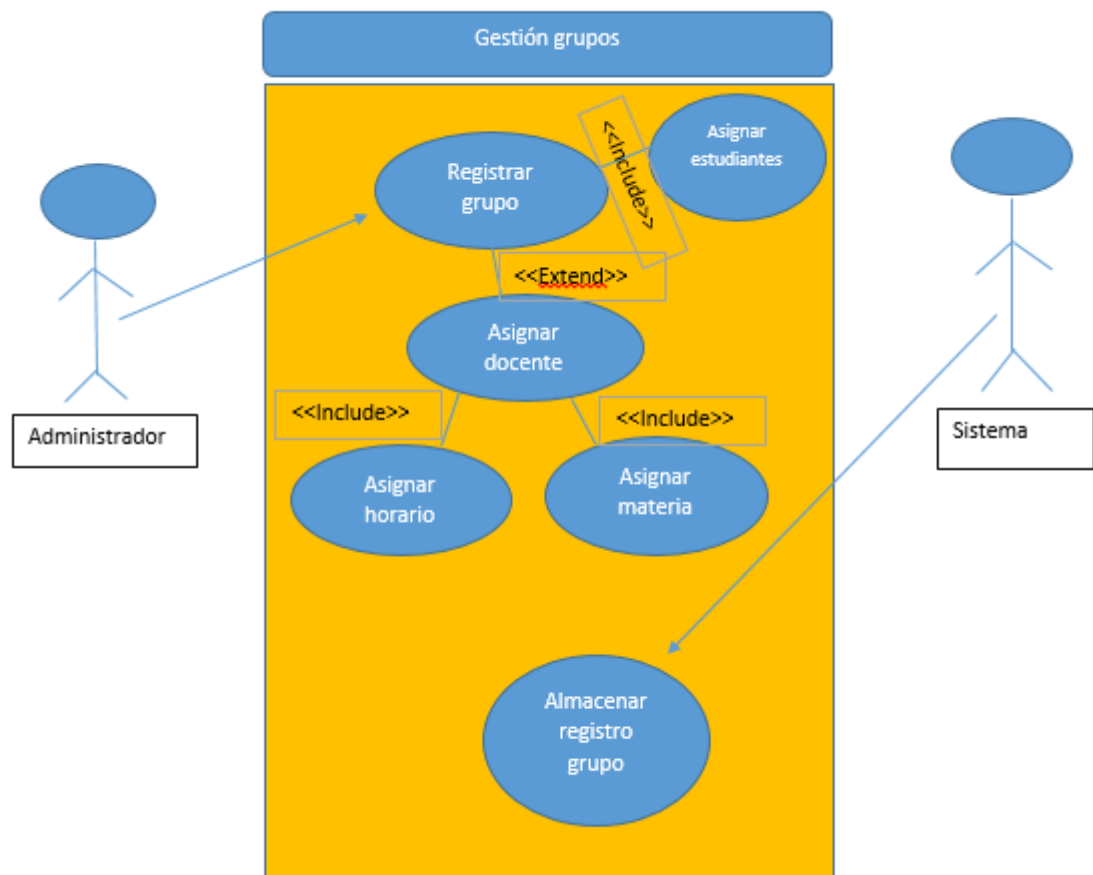 Gestión grupos
Asignar
estudiantes
<<Include>>
Registrar
grupo
<<Extend>>
Asignar
docente
<<Include>>
<<Include>>
Administrador
Sistema
Asignar
horario
Asignar
materia
Almacenar
registro
grupo